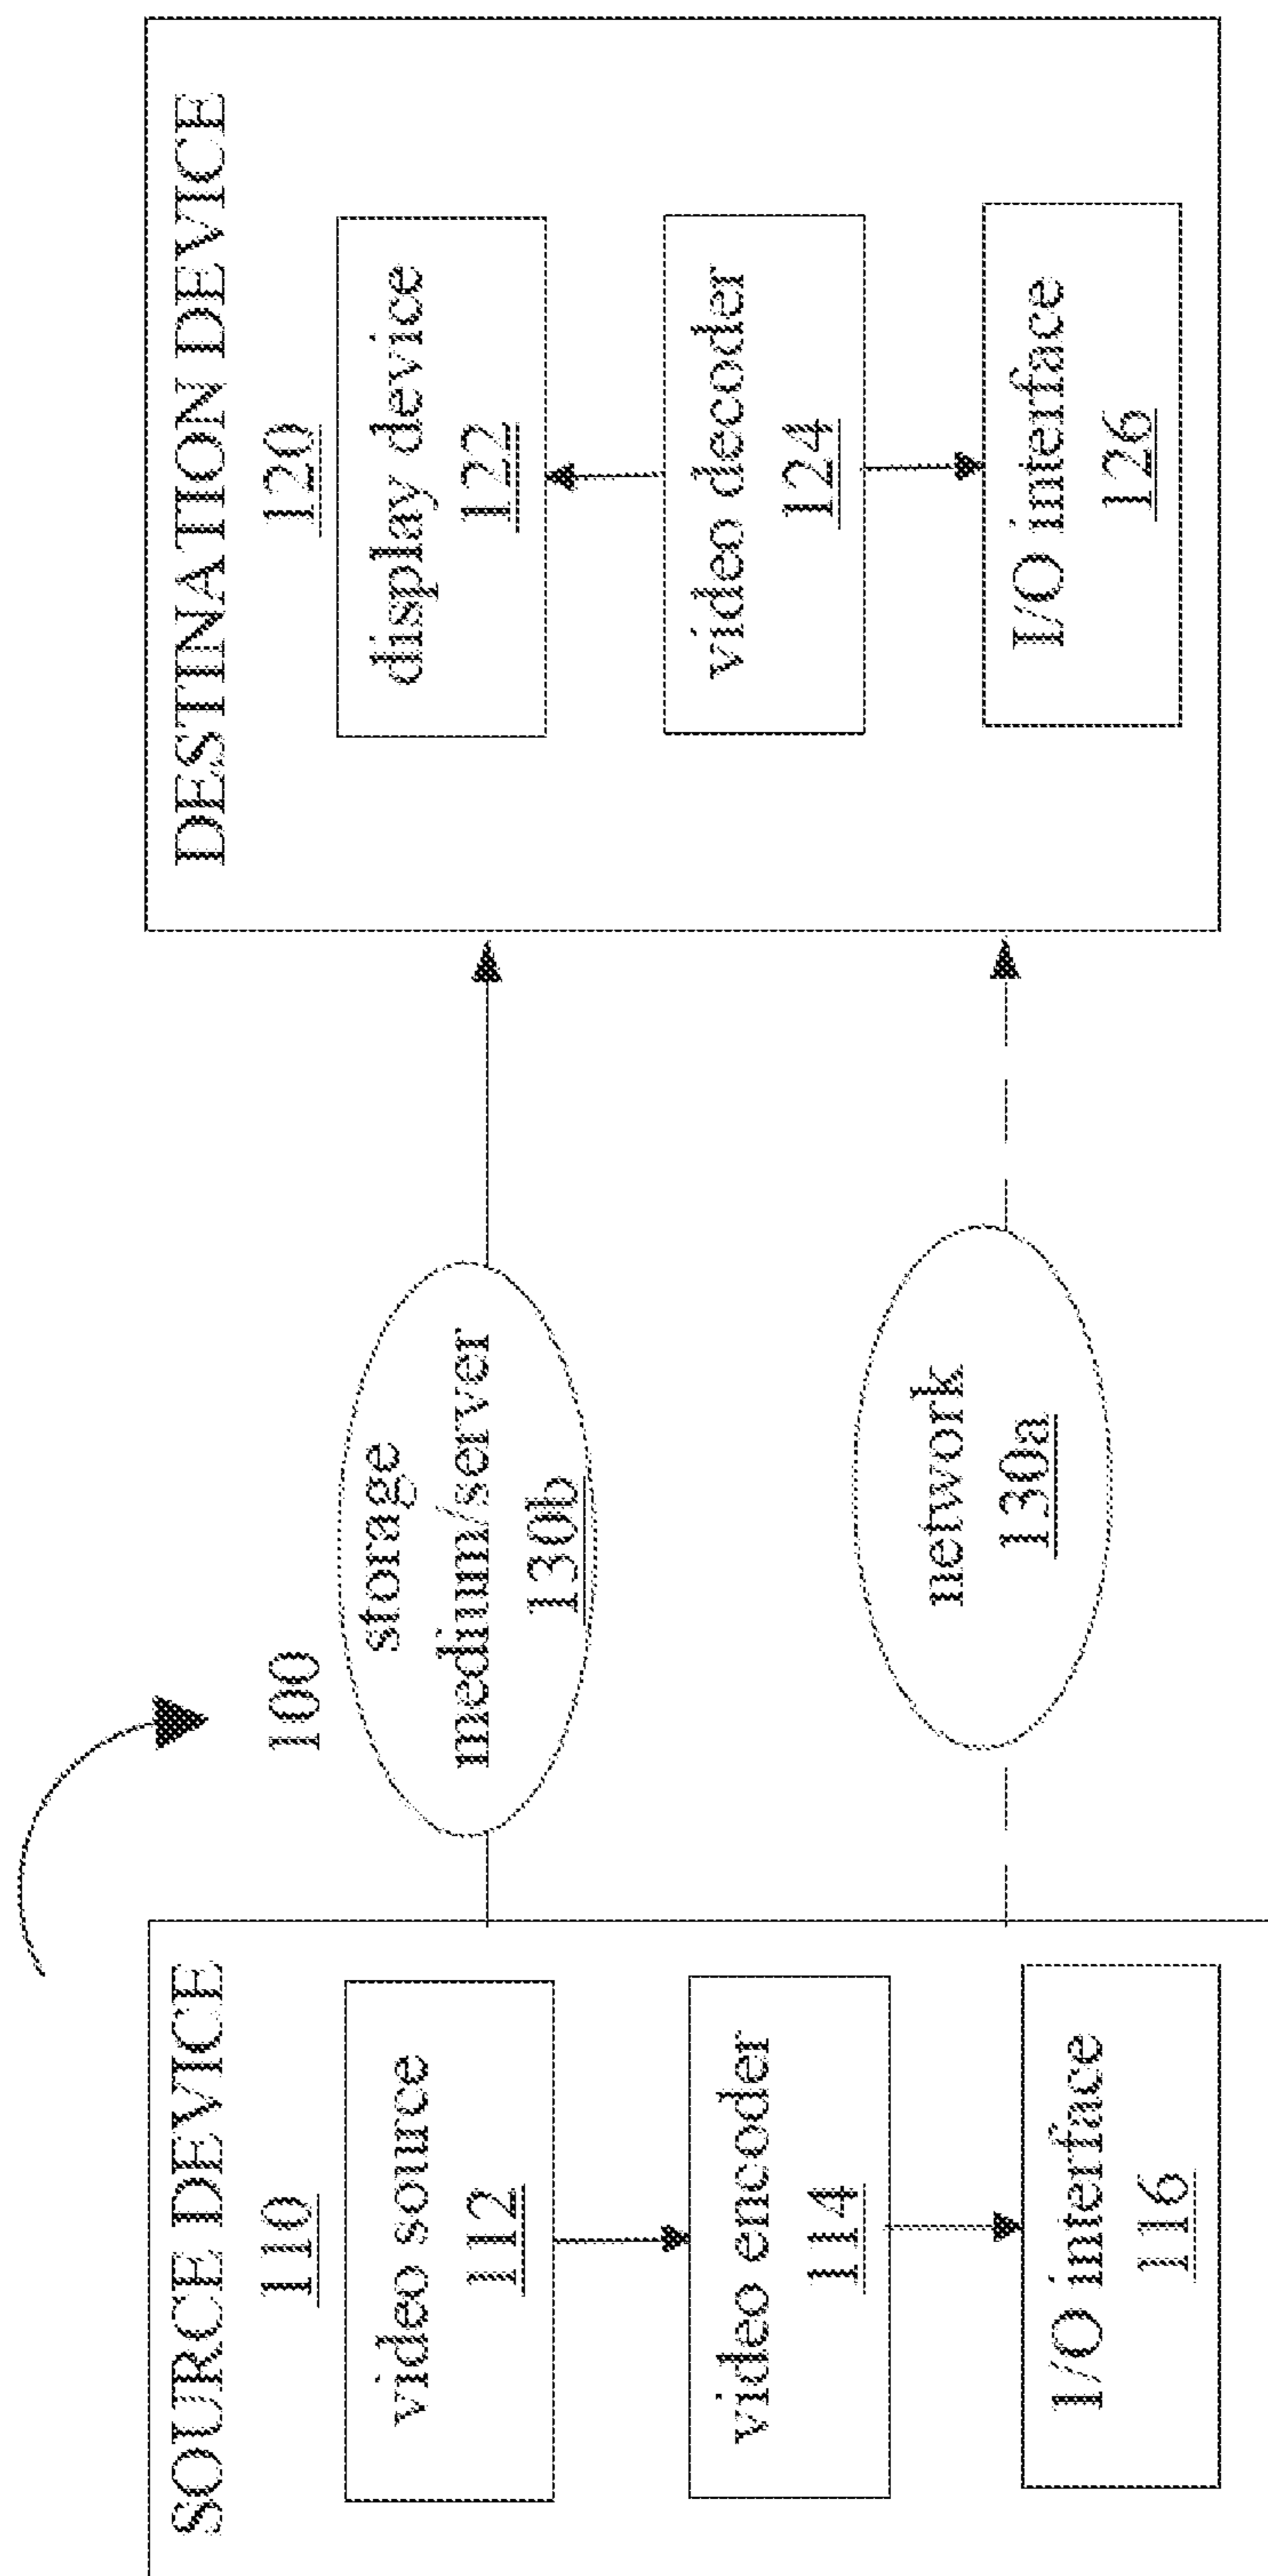 100
SOURCE DEVICE
110
video source
112
video encoder
114
I/O interface
116
storage
medium/server
130b
network
130a
DESTINATION DEVICE
120
display device
122
video decoder
124
I/O interface
126